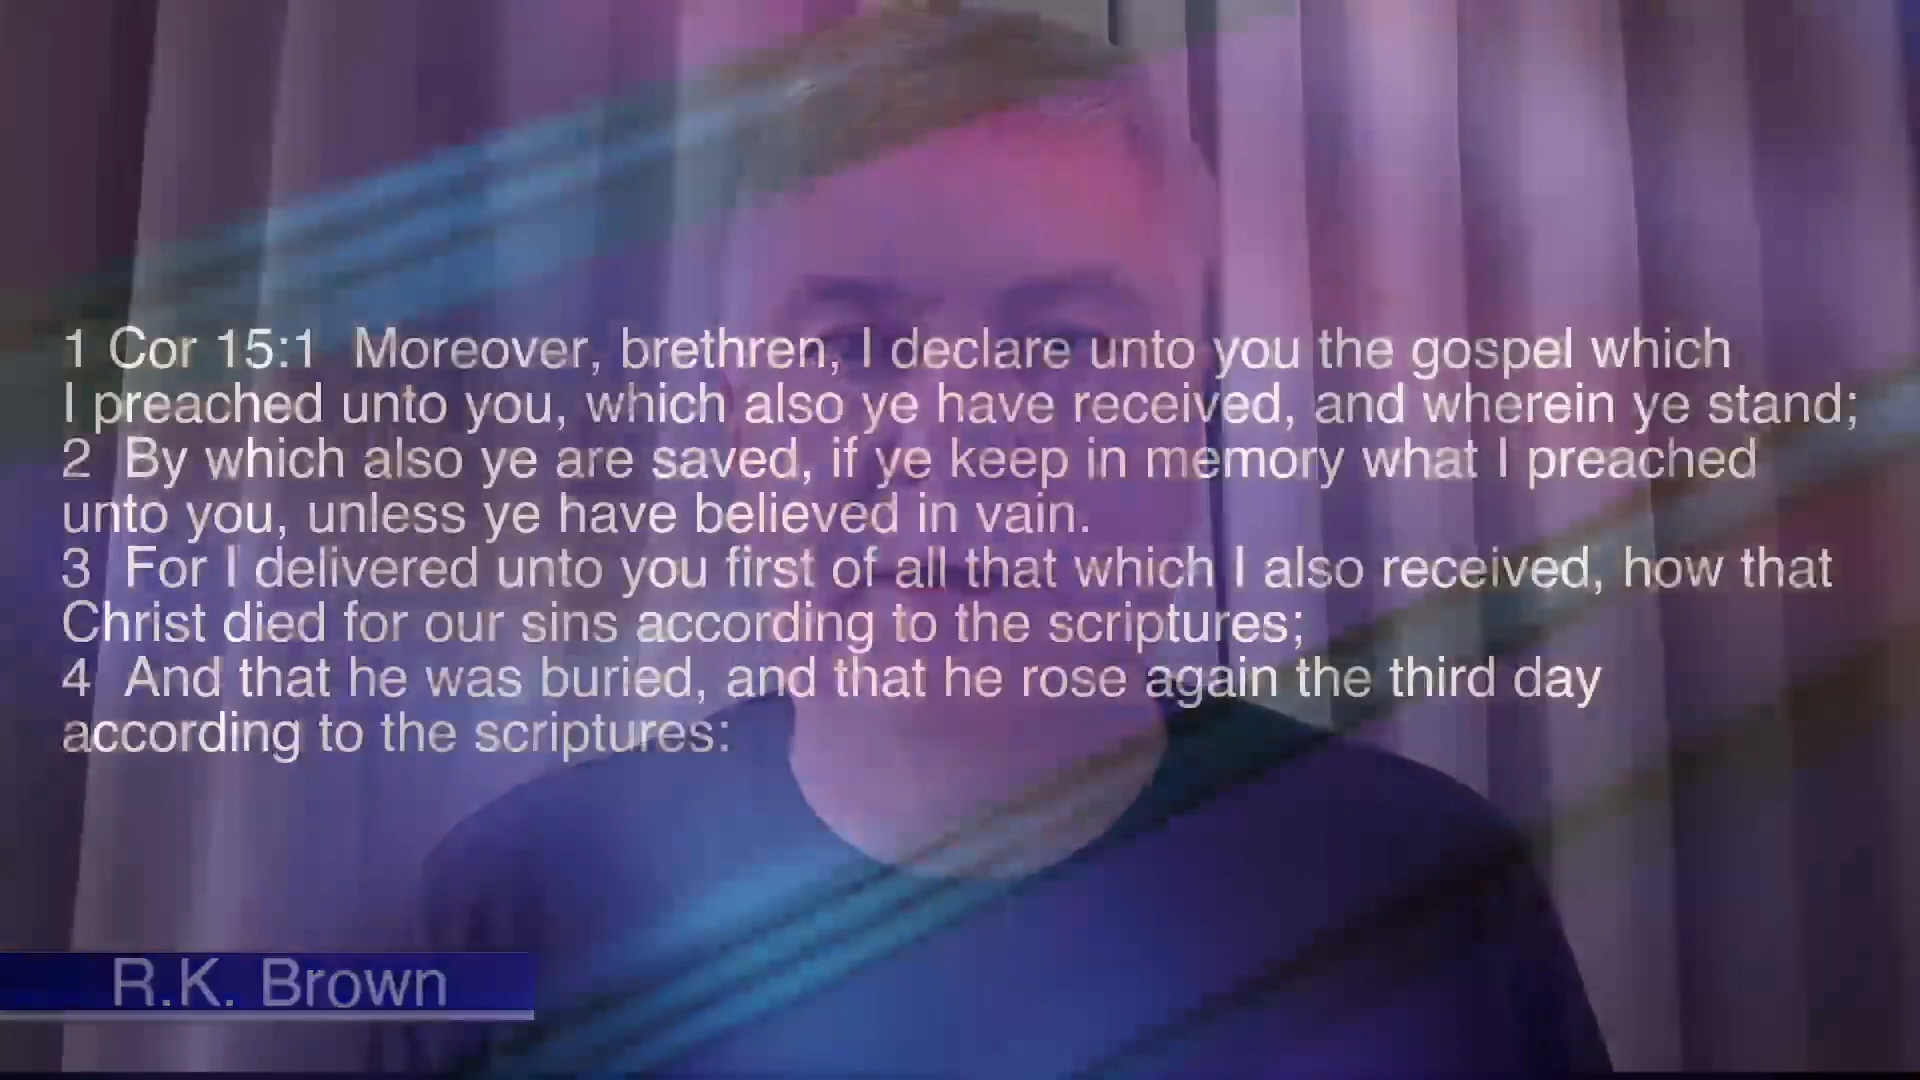 1 Cor 15:1  Moreover, brethren, I declare unto you the gospel which
I preached unto you, which also ye have received, and wherein ye stand;
2  By which also ye are saved, if ye keep in memory what I preached
unto you, unless ye have believed in vain.
3  For I delivered unto you first of all that which I also received, how that
Christ died for our sins according to the scriptures;
4  And that he was buried, and that he rose again the third day
according to the scriptures:
R.K. Brown